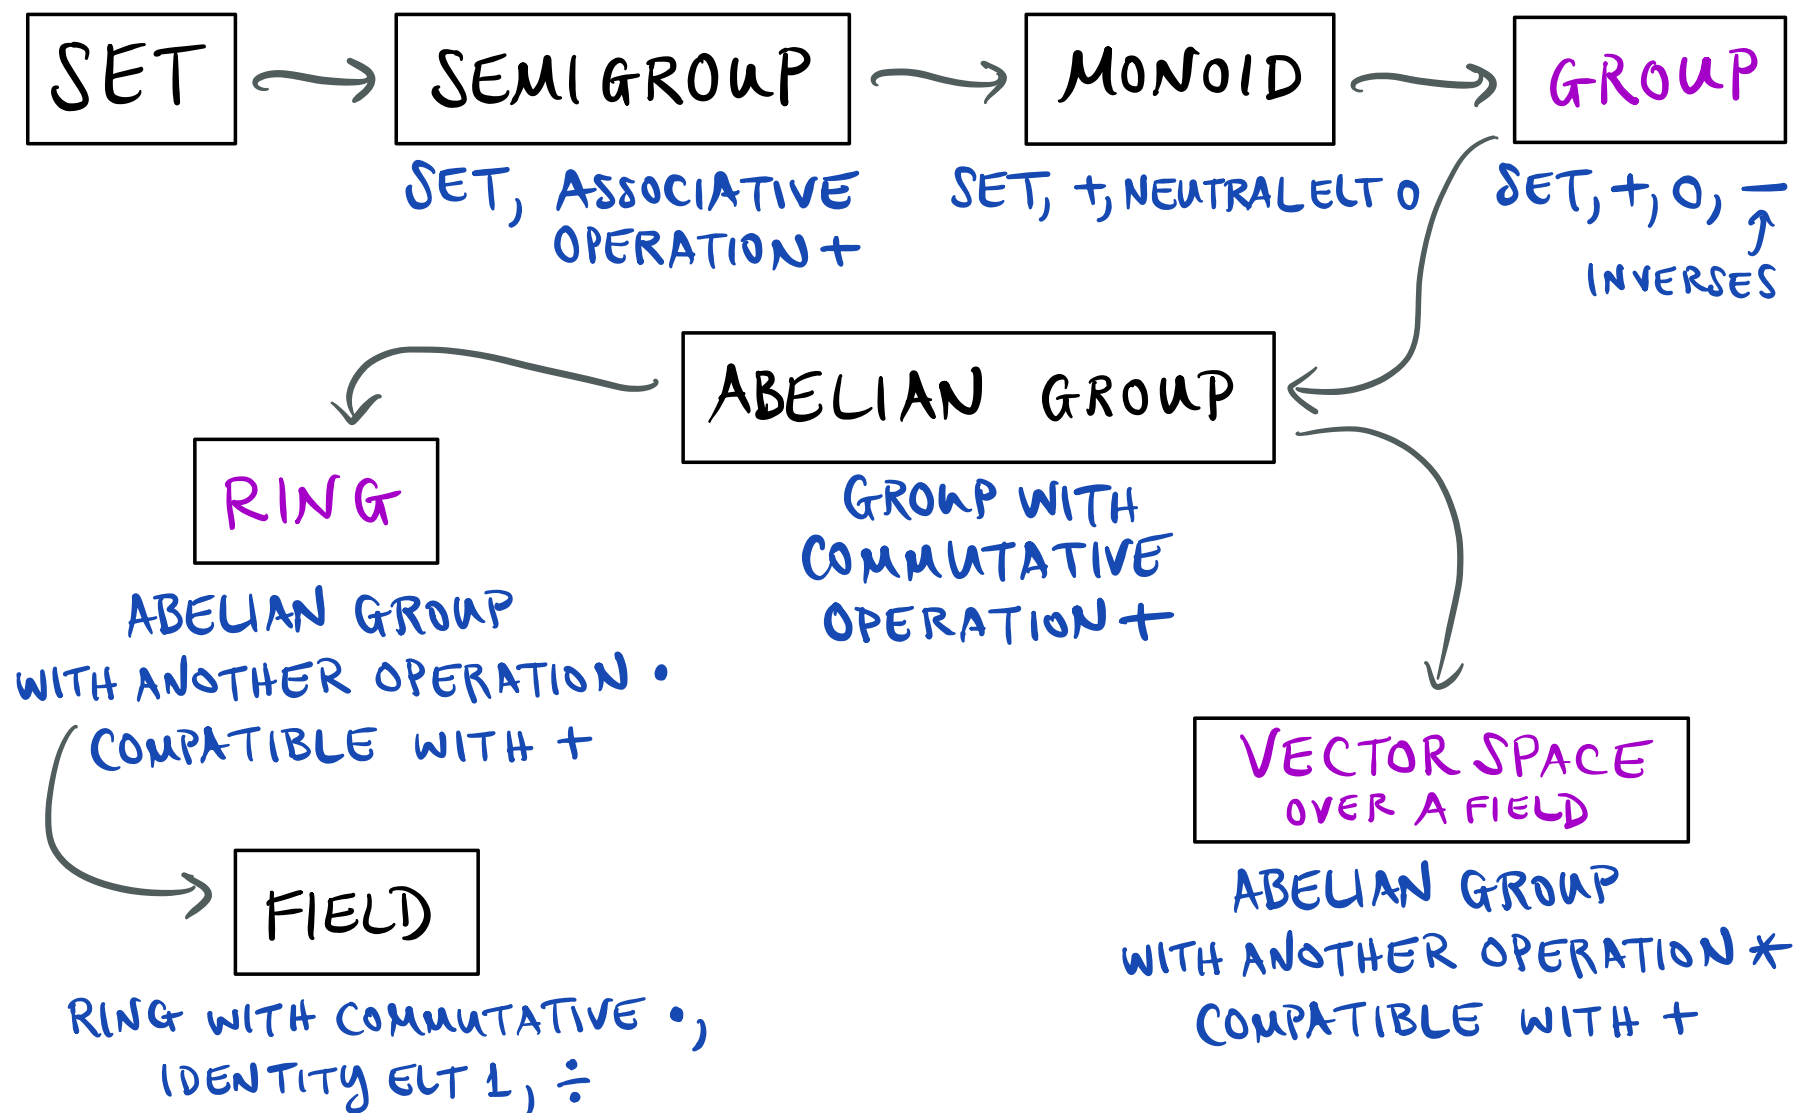 SET
SEMIGROUP
MONOID
GROUP
SET, ASSOCIATIVE
OPERATION +
SET, +, NEUTRAL ELT 0
SET, +, 0, −
INVERSES
ABELIAN GROUP
GROUP WITH
COMMUTATIVE
OPERATION +
RING
ABELIAN GROUP
WITH ANOTHER OPERATION •
COMPATIBLE WITH +
VECTOR SPACE
OVER A FIELD
ABELIAN GROUP
WITH ANOTHER OPERATION *
COMPATIBLE WITH +
FIELD
RING WITH COMMUTATIVE •,
IDENTITY ELT 1, ÷